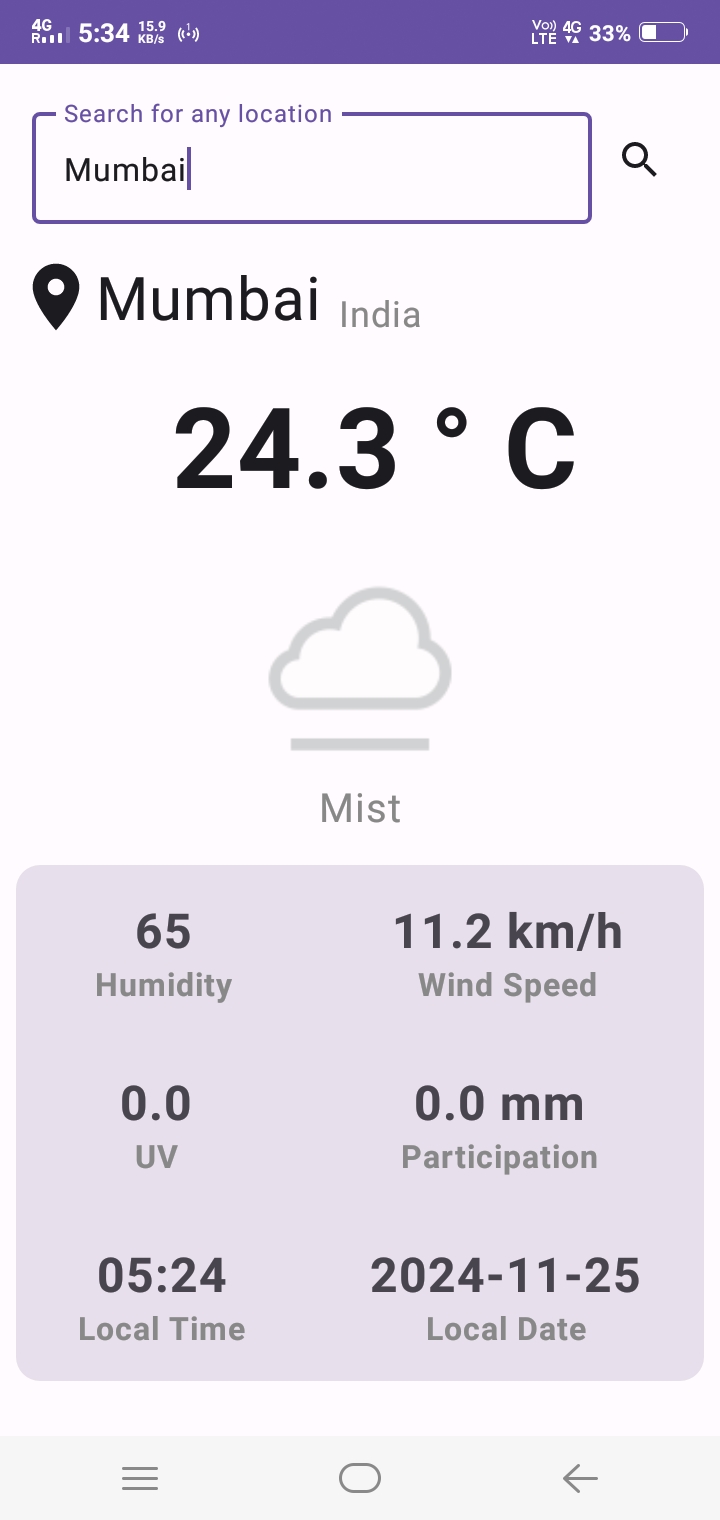 4G R 5:34 15.9 KB/s 1 Vo)) LTE 4G 33%
Search for any location
Mumbai
Mumbai India
24.3 ° C
Mist
65 11.2 km/h
Humidity Wind Speed
0.0 0.0 mm
UV Participation
05:24 2024-11-25
Local Time Local Date